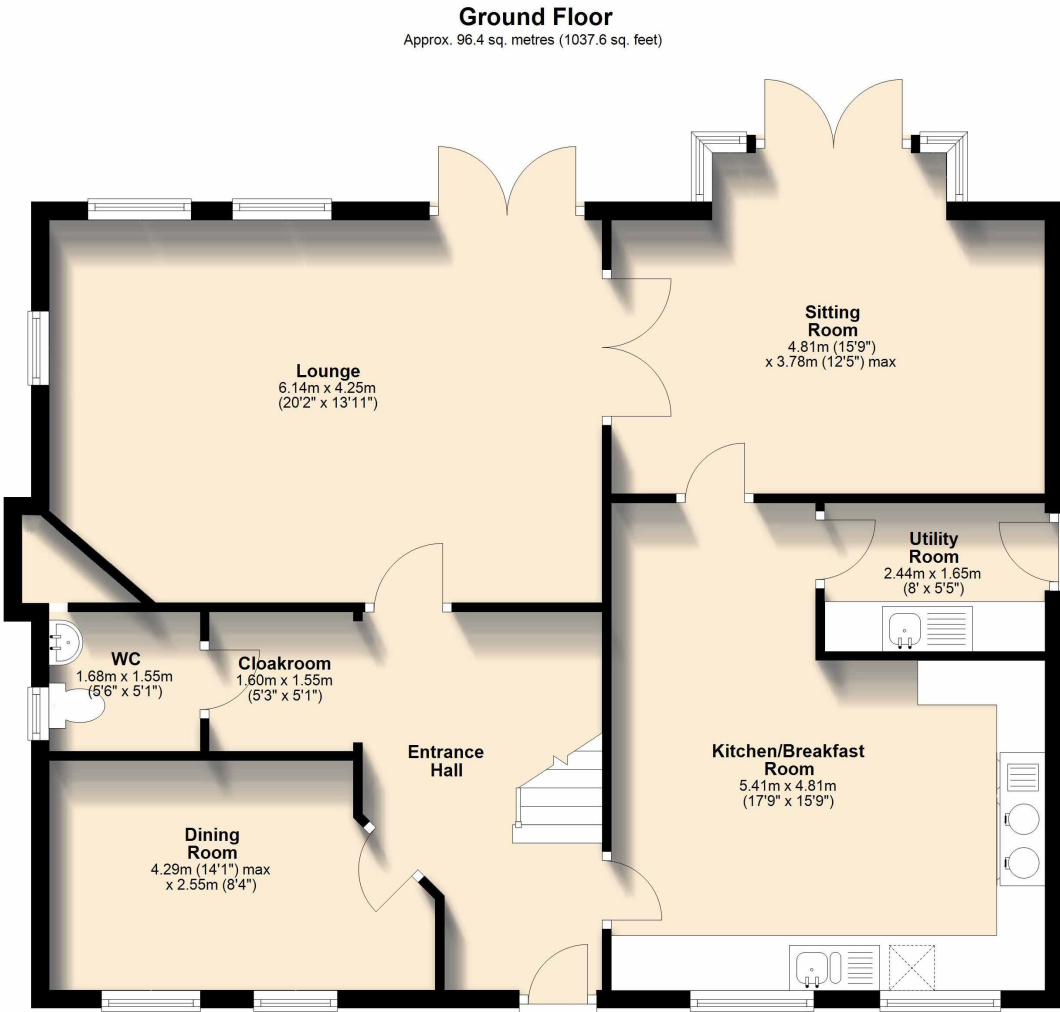 Ground Floor
Approx. 96.4 sq. metres (1037.6 sq. feet)
Sitting
Room
4.81m (15'9")
x 3.78m (12'5") max
Lounge
6.14m x 4.25m
(20'2" x 13'11")
Utility
Room
2.44m x 1.65m
(8' x 5'5")
WC
1.68m x 1.55m
(5'6" x 5'1")
Cloakroom
1.60m x 1.55m
(5'3" x 5'1")
Entrance
Hall
Kitchen/Breakfast
Room
5.41m x 4.81m
(17'9" x 15'9")
Dining
Room
4.29m (14'1") max
x 2.55m (8'4")